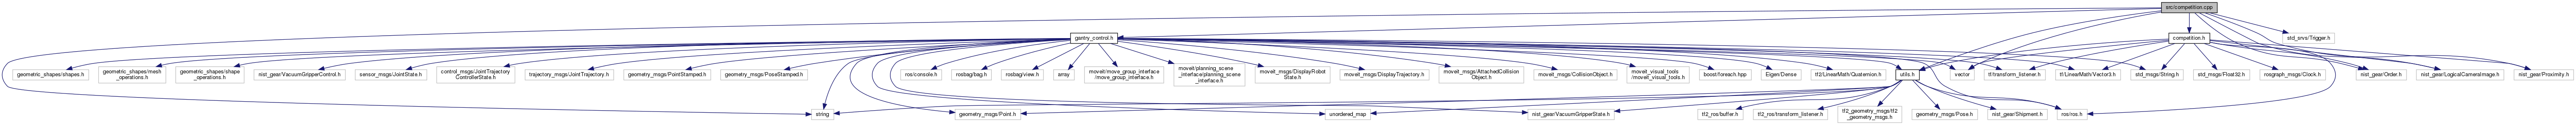 src/competition.cpp
gantry_control.h
competition.h
std_srvs/Trigger.h
geometric_shapes/shapes.h
geometric_shapes/mesh
_operations.h
geometric_shapes/shape
_operations.h
nist_gear/VacuumGripperControl.h
sensor_msgs/JointState.h
control_msgs/JointTrajectory
ControllerState.h
trajectory_msgs/JointTrajectory.h
geometry_msgs/PointStamped.h
geometry_msgs/PoseStamped.h
ros/console.h
rosbag/bag.h
rosbag/view.h
array
moveit/move_group_interface
/move_group_interface.h
moveit/planning_scene
_interface/planning_scene
_interface.h
moveit_msgs/DisplayRobot
State.h
moveit_msgs/DisplayTrajectory.h
moveit_msgs/AttachedCollision
Object.h
moveit_msgs/CollisionObject.h
moveit_visual_tools
/moveit_visual_tools.h
boost/foreach.hpp
Eigen/Dense
tf2/LinearMath/Quaternion.h
utils.h
vector
tf/transform_listener.h
tf/LinearMath/Vector3.h
std_msgs/String.h
std_msgs/Float32.h
rosgraph_msgs/Clock.h
nist_gear/Order.h
nist_gear/LogicalCameraImage.h
nist_gear/Proximity.h
string
geometry_msgs/Point.h
unordered_map
nist_gear/VacuumGripperState.h
tf2_ros/buffer.h
tf2_ros/transform_listener.h
tf2_geometry_msgs/tf2
_geometry_msgs.h
geometry_msgs/Pose.h
nist_gear/Shipment.h
ros/ros.h